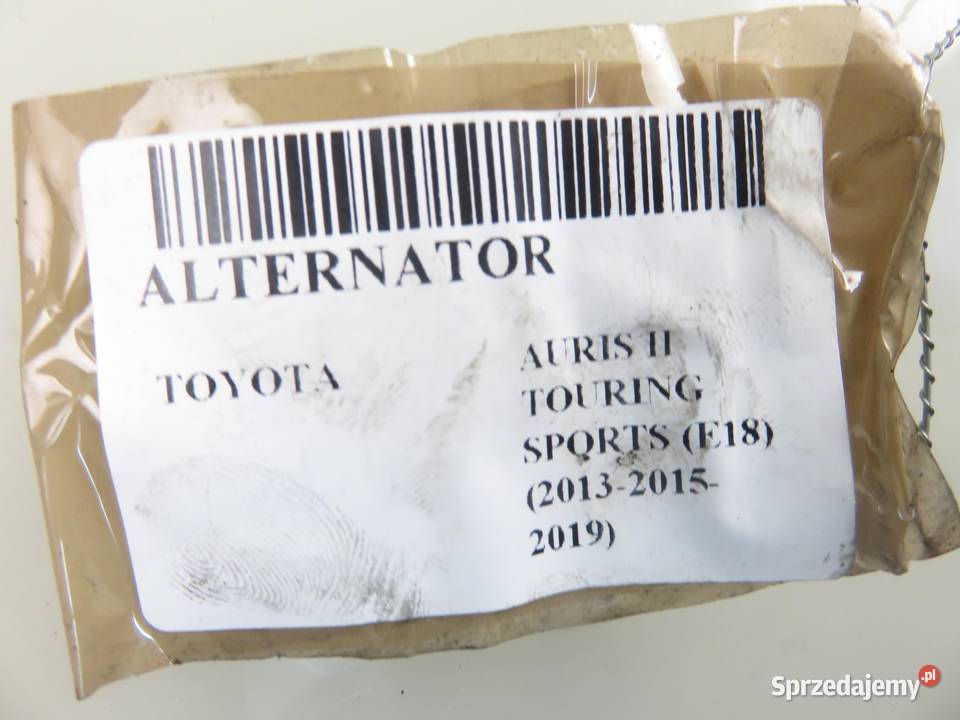 ALTERNATOR
TOYOTA
AURIS II
TOURING
SPORTS (E18)
(2013-2015-
2019)
Sprzedajemy.pl